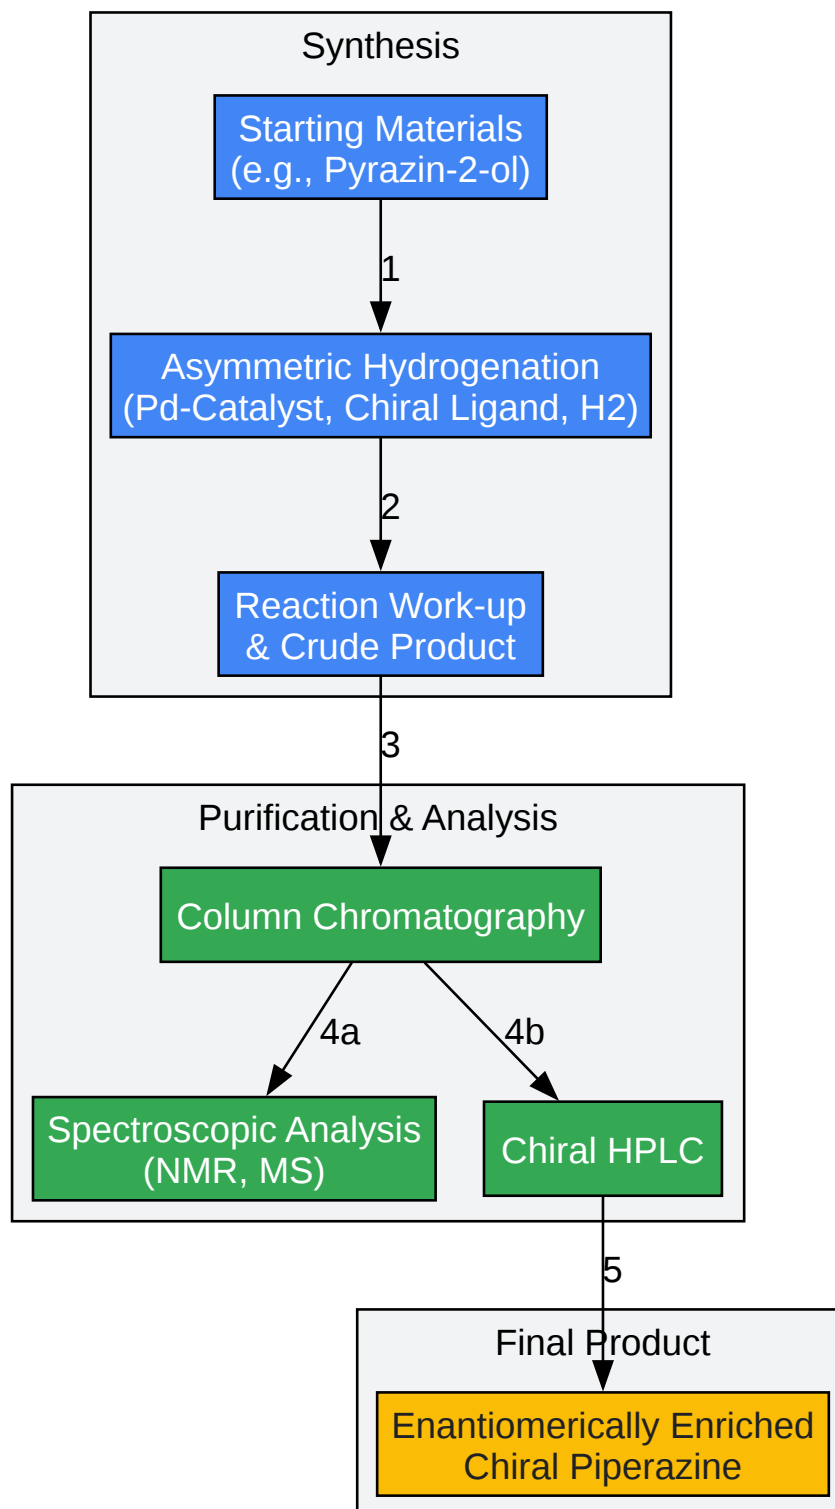 Synthesis
Starting Materials
(e.g., Pyrazin-2-ol)
1
Asymmetric Hydrogenation
(Pd-Catalyst, Chiral Ligand, H2)
2
Reaction Work-up
& Crude Product
3
Purification & Analysis
Column Chromatography
4a
4b
Spectroscopic Analysis
(NMR, MS)
Chiral HPLC
5
Final Product
Enantiomerically Enriched
Chiral Piperazine